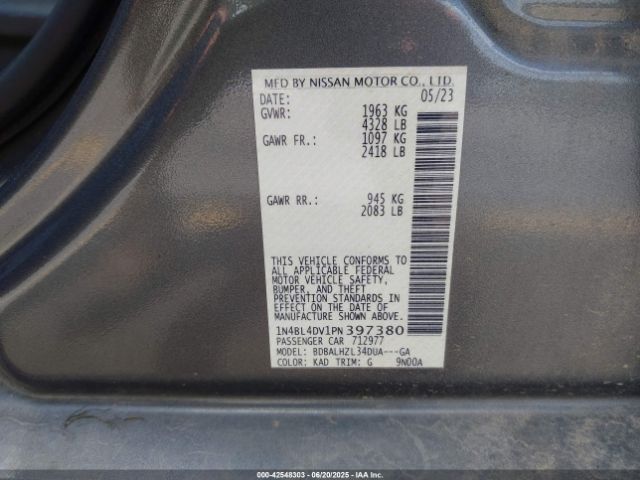 MFD BY NISSAN MOTOR CO., LTD.
DATE: 05/23
GVWR: 1963 KG
4328 LB
GAWR FR.: 1097 KG
2418 LB
GAWR RR.: 945 KG
2083 LB
THIS VEHICLE CONFORMS TO
ALL APPLICABLE FEDERAL
MOTOR VEHICLE SAFETY,
BUMPER, AND THEFT
PREVENTION STANDARDS IN
EFFECT ON THE DATE OF
MANUFACTURE SHOWN ABOVE.
1N4BL4DV1PN397380
PASSENGER CAR 712977
MODEL: BDBALHZL34DUA---GA
COLOR: KAD TRIM: G 9N00A
000-42548303 - 06/20/2025 - IAAI, Inc.